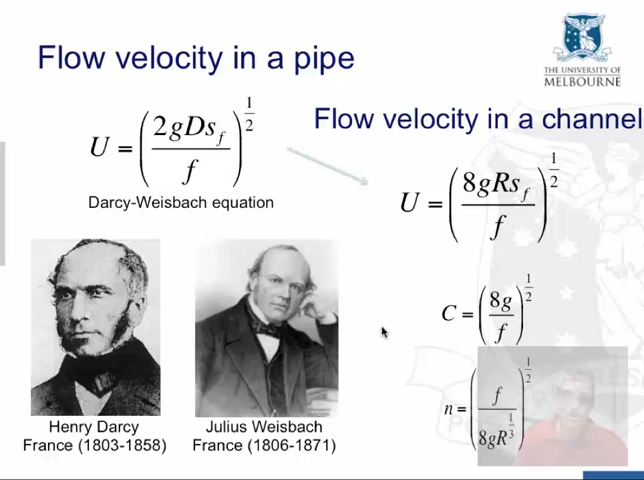 Flow velocity in a pipe
THE UNIVERSITY OF
MELBOURNE
U = (2gDs_f / f)^(1/2)
Darcy-Weisbach equation
Flow velocity in a channel
U = (8gRs_f / f)^(1/2)
C = (8g / f)^(1/2)
n = (f / 8gR^(1/3))^(1/2)
Henry Darcy
France (1803-1858)
Julius Weisbach
France (1806-1871)